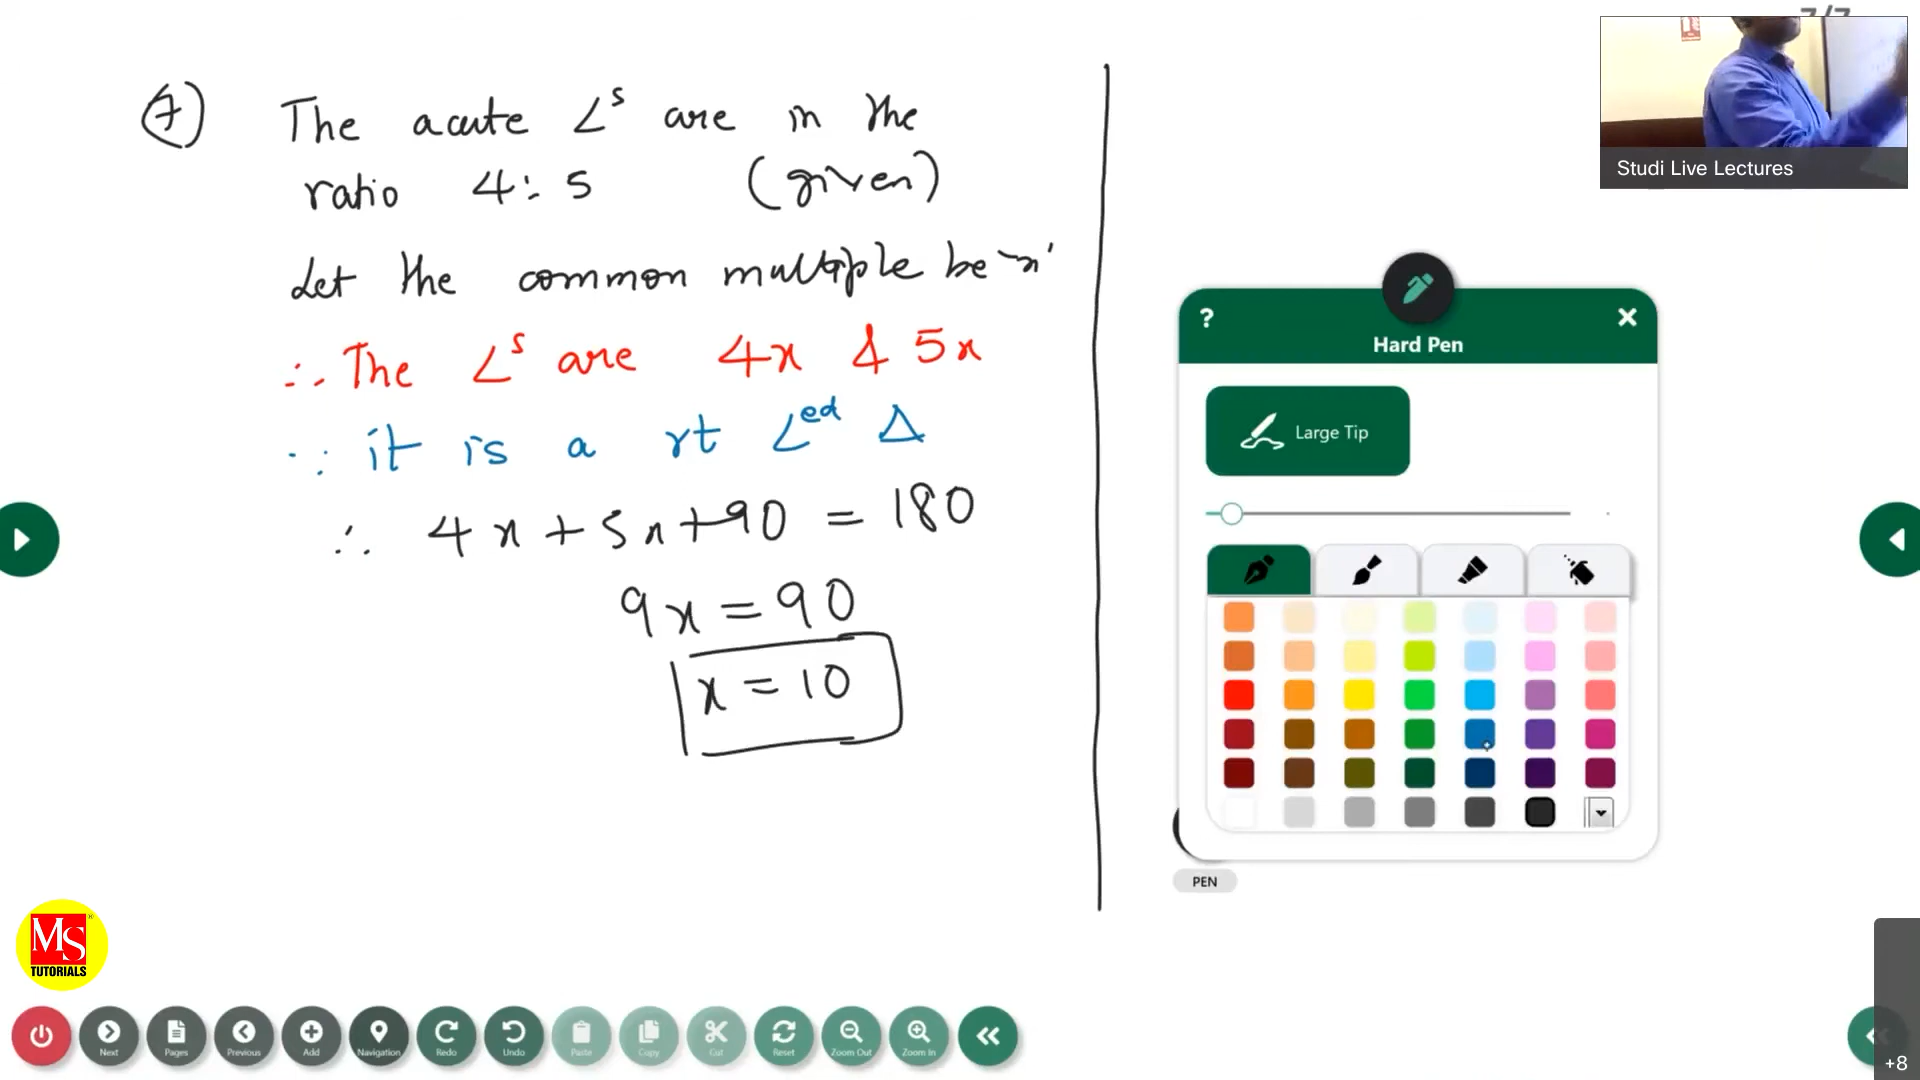 7/7
⑦ The acute ∠ˢ are in the
ratio 4:5 (given)
Let the common multiple be 'x'
∴ The ∠ˢ are 4x & 5x
∵ it is a rt ∠ᵉᵈ Δ
∴ 4x+5x+90 = 180
9x = 90
x = 10
Studi Live Lectures
?
Hard Pen
Large Tip
PEN
MS®
TUTORIALS
Next
Pages
Previous
Add
Navigation
Redo
Undo
Paste
Copy
Cut
Reset
Zoom Out
Zoom In
+8